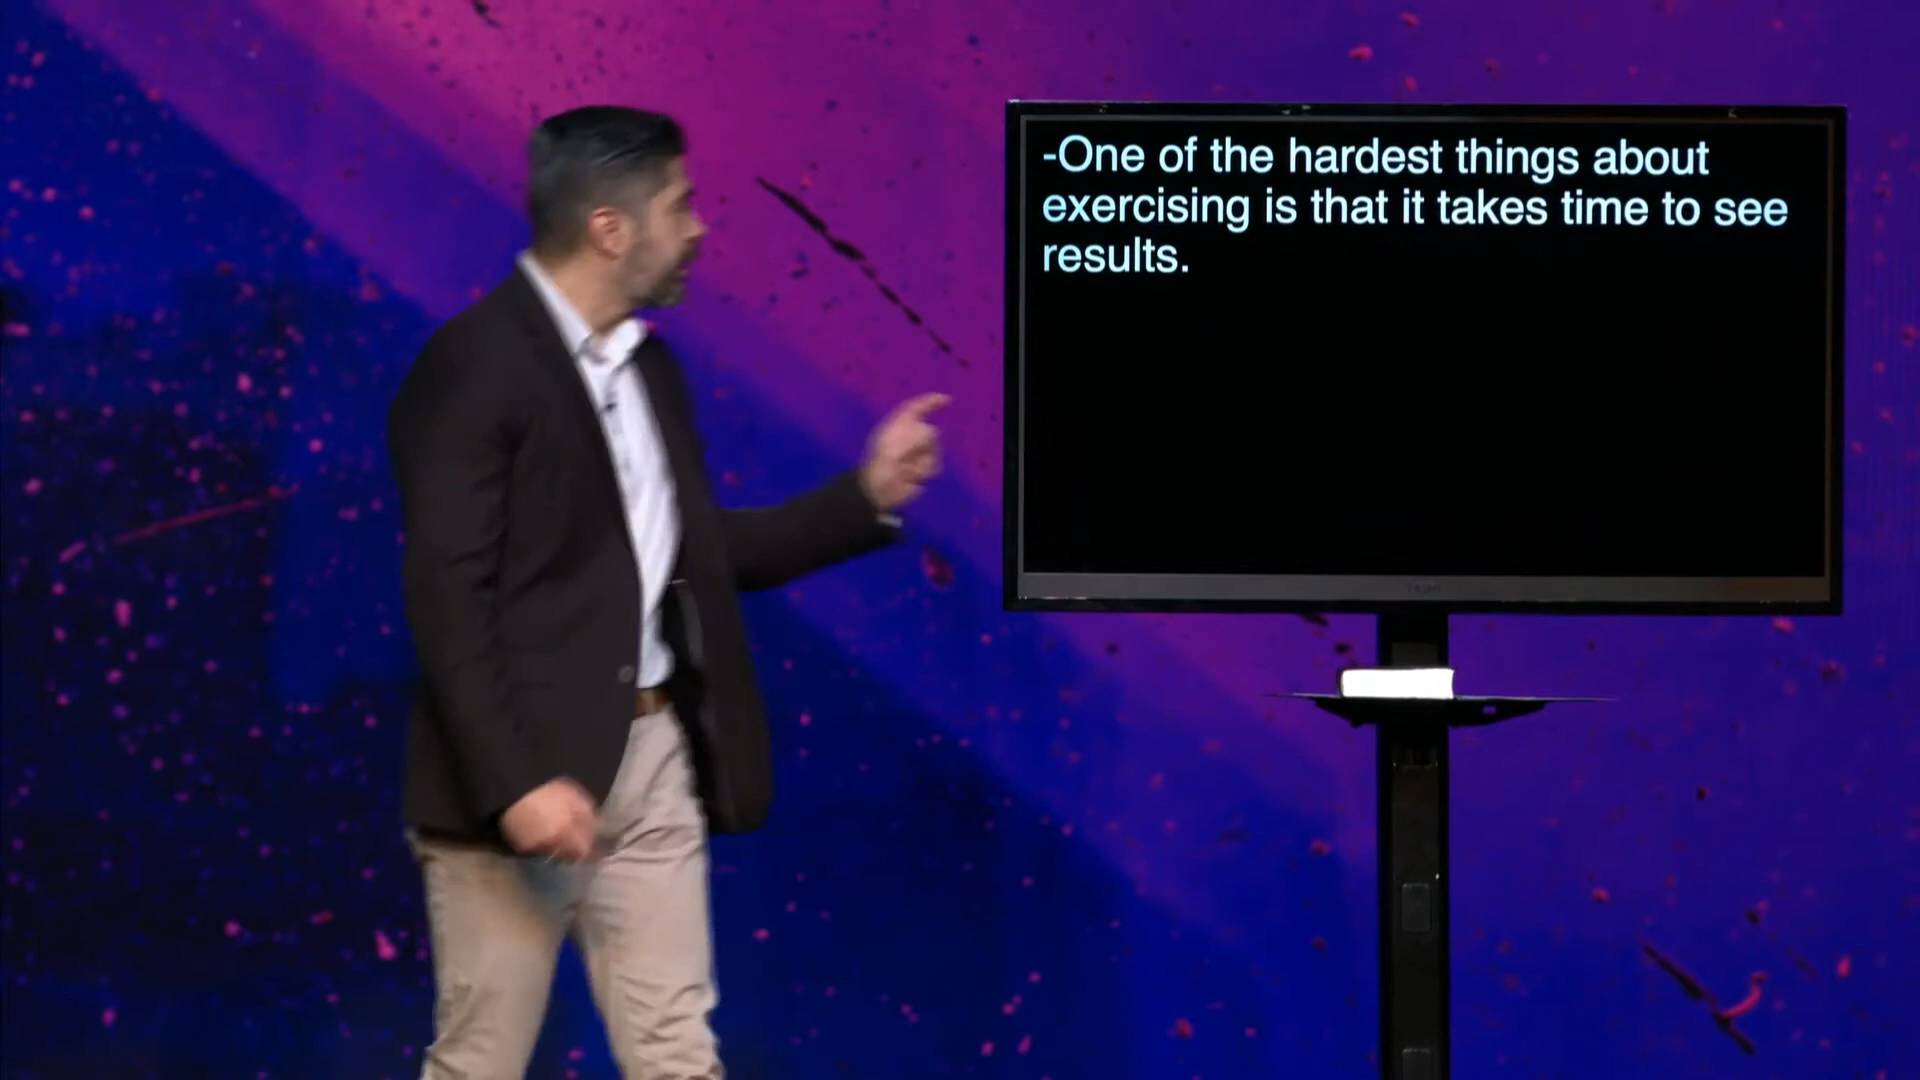 -One of the hardest things about
exercising is that it takes time to see
results.